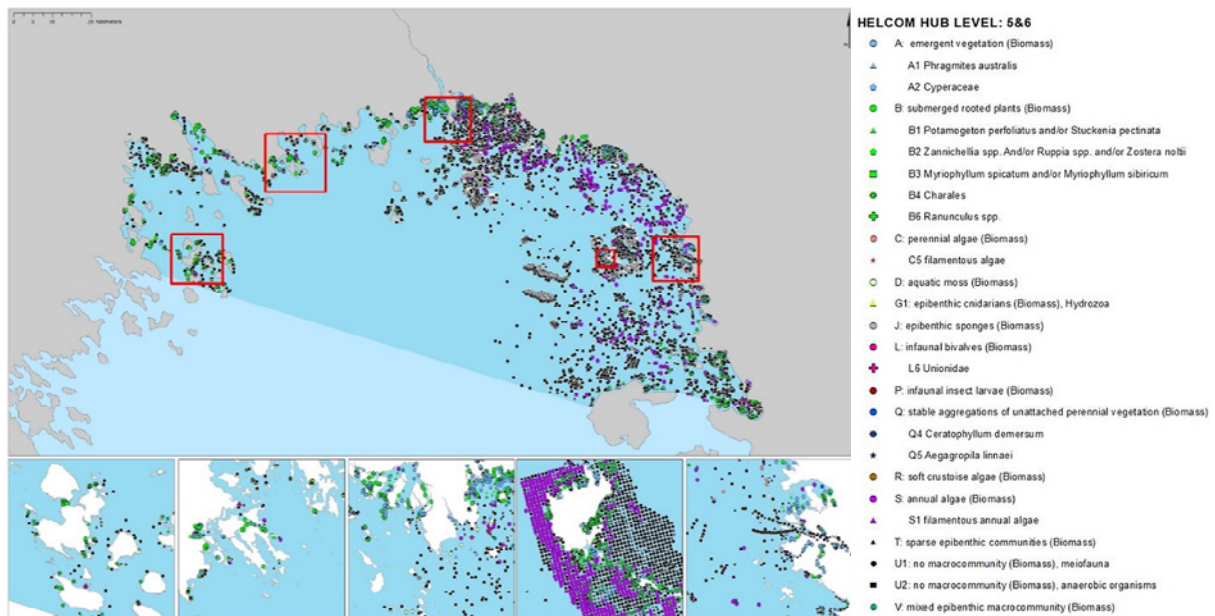 HELCOM HUB LEVEL: 5&6
A: emergent vegetation (Biomass)
A1 Phragmites australis
A2 Cyperaceae
B: submerged rooted plants (Biomass)
B1 Potamogeton perfoliatus and/or Stuckenia pectinata
B2 Zannichellia spp. And/or Ruppia spp. and/or Zostera noltii
B3 Myriophyllum spicatum and/or Myriophyllum sibiricum
B4 Charales
B6 Ranunculus spp.
C: perennial algae (Biomass)
C5 filamentous algae
D: aquatic moss (Biomass)
G1: epibenthic cnidarians (Biomass), Hydrozoa
J: epibenthic sponges (Biomass)
L: infaunal bivalves (Biomass)
L6 Unionidae
P: infaunal insect larvae (Biomass)
Q: stable aggregations of unattached perennial vegetation (Biomass)
Q4 Ceratophyllum demersum
Q5 Aegagropila linnaei
R: soft crustoise algae (Biomass)
S: annual algae (Biomass)
S1 filamentous annual algae
T: sparse epibenthic communities (Biomass)
U1: no macrocommunity (Biomass), meiofauna
U2: no macrocommunity (Biomass), anaerobic organisms
V: mixed epibenthic macrocommunity (Biomass)